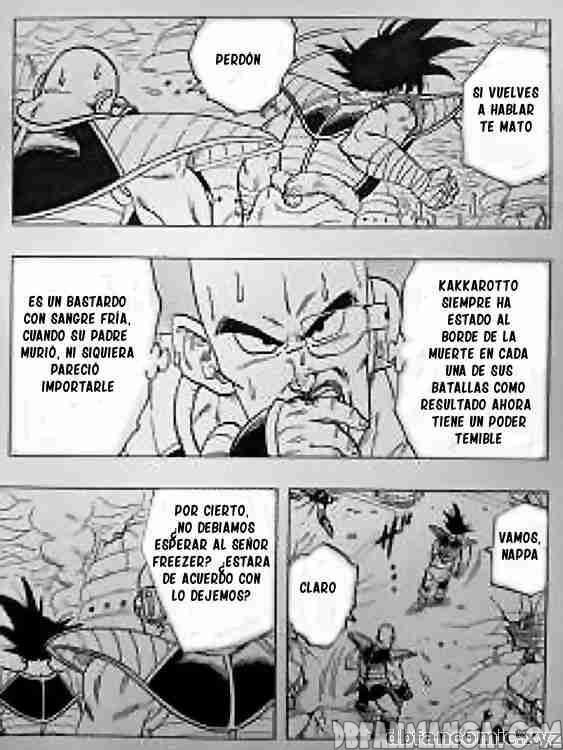 SI VUELVES
A HABLAR
TE MATO
PERDÓN
KAKKAROTTO
SIEMPRE HA
ESTADO AL
BORDE DE LA
MUERTE EN CADA
UNA DE SUS
BATALLAS COMO
RESULTADO AHORA
TIENE UN PODER
TEMIBLE
ES UN BASTARDO
CON SANGRE FRÍA,
CUANDO SU PADRE
MURIÓ, NI SIQUIERA
PARECIÓ
IMPORTARLE
POR CIERTO,
¿NO DEBIAMOS
ESPERAR AL SEÑOR
FREEZER? ¿ESTARA
DE ACUERDO CON
LO DEJEMOS?
VAMOS,
NAPPA
CLARO
dbfancomic.xyz